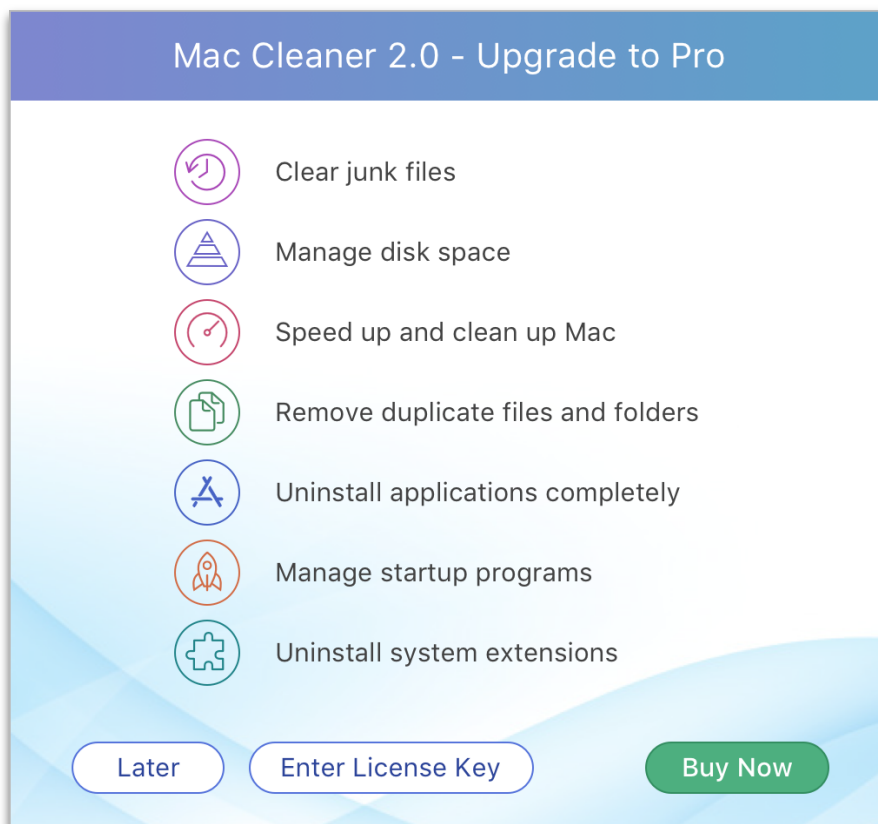 Mac Cleaner 2.0 - Upgrade to Pro
Clear junk files
Manage disk space
Speed up and clean up Mac
Remove duplicate files and folders
Uninstall applications completely
Manage startup programs
Uninstall system extensions
Later
Enter License Key
Buy Now